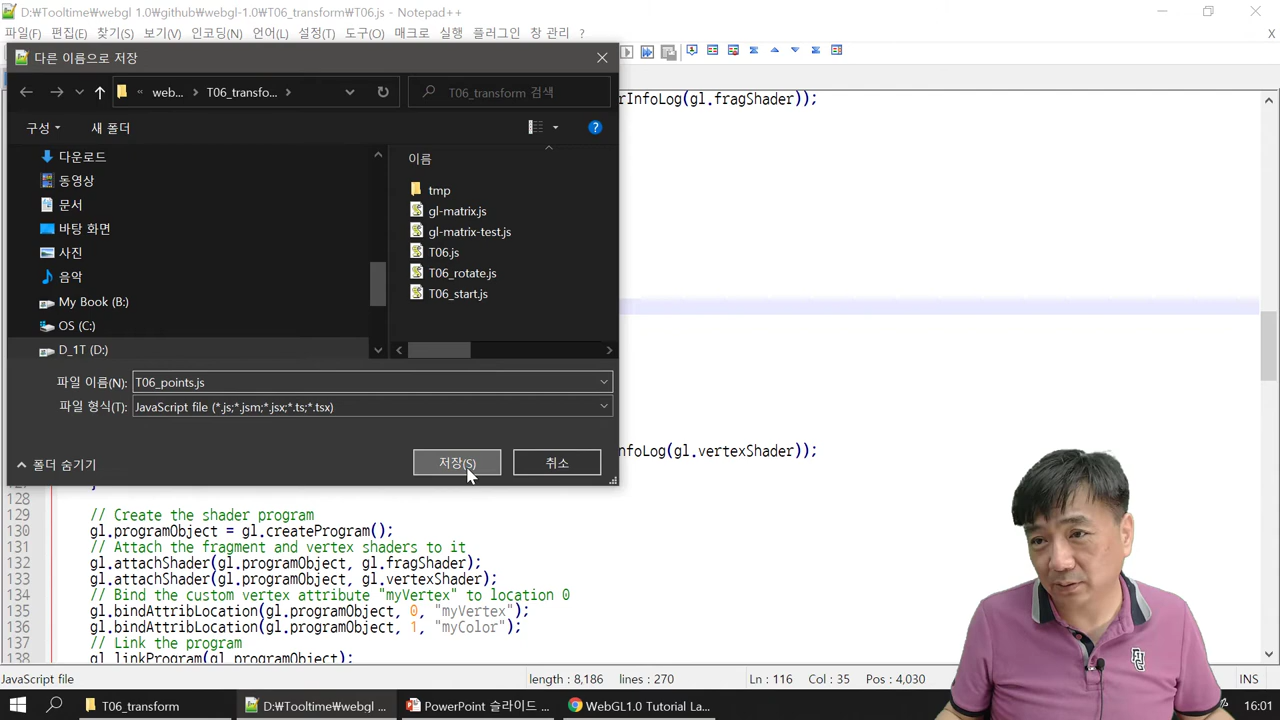 D:₩Tooltime₩webgl 1.0₩github₩webgl-1.0₩T06_transform₩T06.js - Notepad++
파일(F) 편집(E) 찾기(S) 보기(V) 인코딩(N) 언어(L) 설정(T) 도구(O) 매크로 실행 플러그인 창 관리 ?
X
다른 이름으로 저장
« web... › T06_transfo... ›
T06_transform 검색
구성
새 폴더
?
다운로드
동영상
문서
바탕 화면
사진
음악
My Book (B:)
OS (C:)
D_1T (D:)
이름
tmp
gl-matrix.js
gl-matrix-test.js
T06.js
T06_rotate.js
T06_start.js
파일 이름(N):
T06_points.js
파일 형식(T):
JavaScript file (*.js;*.jsm;*.jsx;*.ts;*.tsx)
폴더 숨기기
저장(S)
취소
rInfoLog(gl.fragShader));
nfoLog(gl.vertexShader));
128
129 // Create the shader program
130 gl.programObject = gl.createProgram();
131 // Attach the fragment and vertex shaders to it
132 gl.attachShader(gl.programObject, gl.fragShader);
133 gl.attachShader(gl.programObject, gl.vertexShader);
134 // Bind the custom vertex attribute "myVertex" to location 0
135 gl.bindAttribLocation(gl.programObject, 0, "myVertex");
136 gl.bindAttribLocation(gl.programObject, 1, "myColor");
137 // Link the program
138 gl.linkProgram(gl.programObject);
JavaScript file
length : 8,186 lines : 270
Ln : 116 Col : 35 Pos : 4,030
INS
T06_transform
D:₩Tooltime₩webgl ...
PowerPoint 슬라이드 ...
WebGL1.0 Tutorial La...
16:01